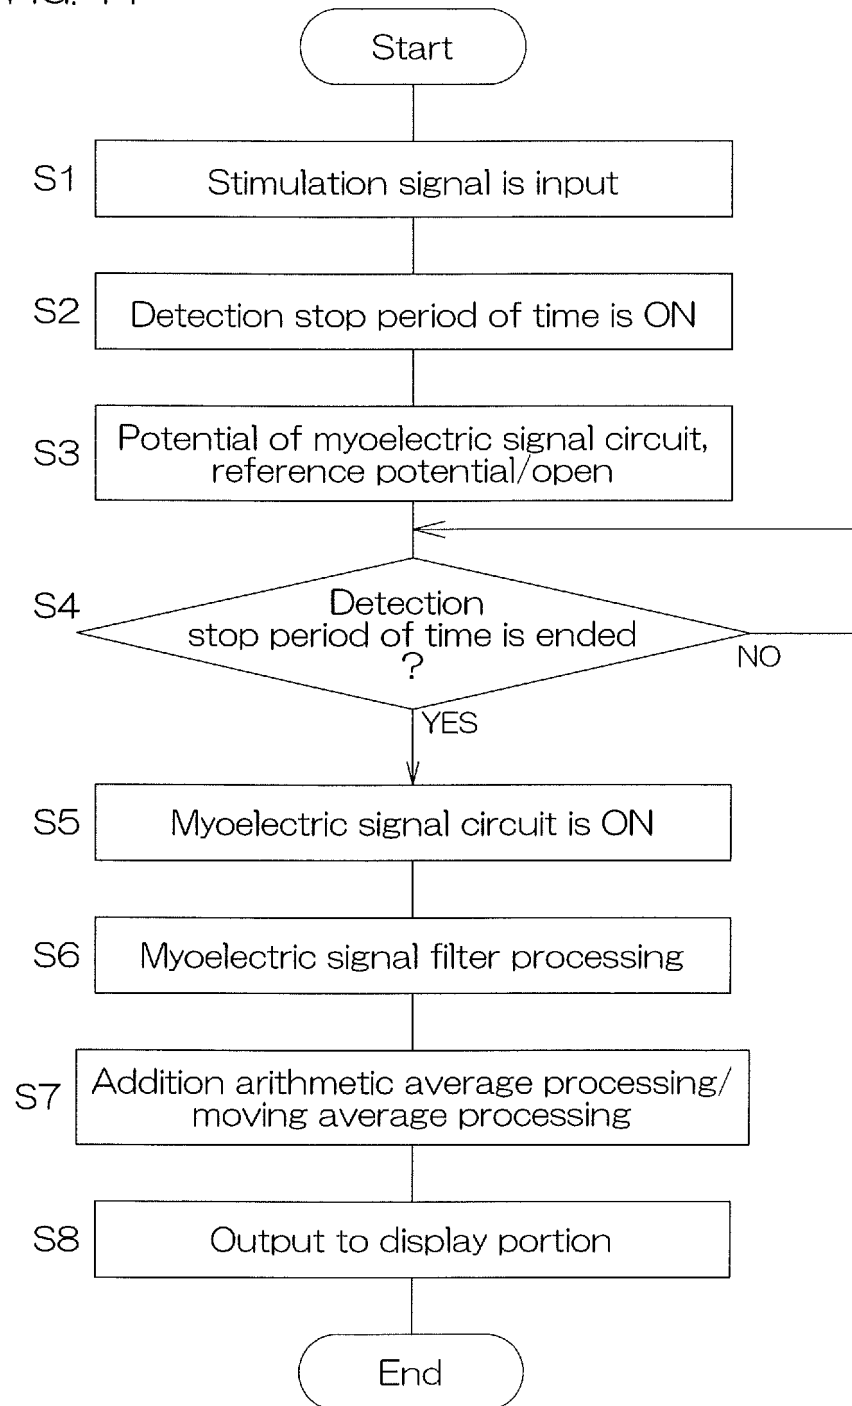 Start
S1
Stimulation signal is input
S2
Detection stop period of time is ON
S3
Potential of myoelectric signal circuit,
reference potential/open
S4
Detection
stop period of time is ended
?
NO
YES
S5
Myoelectric signal circuit is ON
S6
Myoelectric signal filter processing
S7
Addition arithmetic average processing/
moving average processing
S8
Output to display portion
End